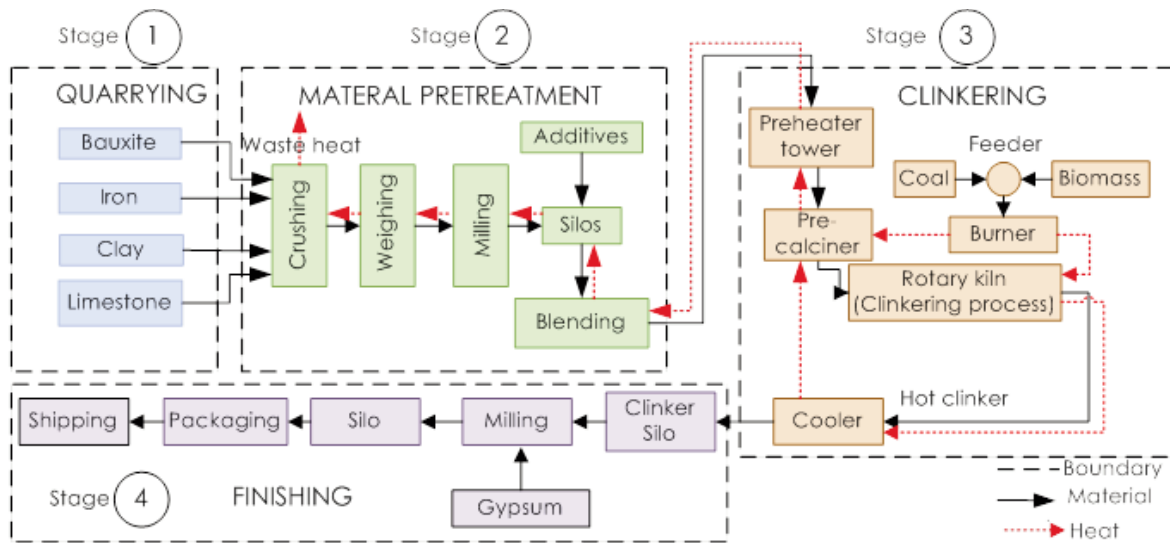 Stage 1
QUARRYING
Bauxite
Iron
Clay
Limestone
Stage 2
MATERAL PRETREATMENT
Waste heat
Crushing
Weighing
Milling
Additives
Silos
Blending
Stage 3
CLINKERING
Preheater
tower
Feeder
Coal
Biomass
Pre-
calciner
Burner
Rotary kiln
(Clinkering process)
Hot clinker
Cooler
Clinker
Silo
Milling
Silo
Packaging
Shipping
Gypsum
Stage 4
FINISHING
Boundary
Material
Heat